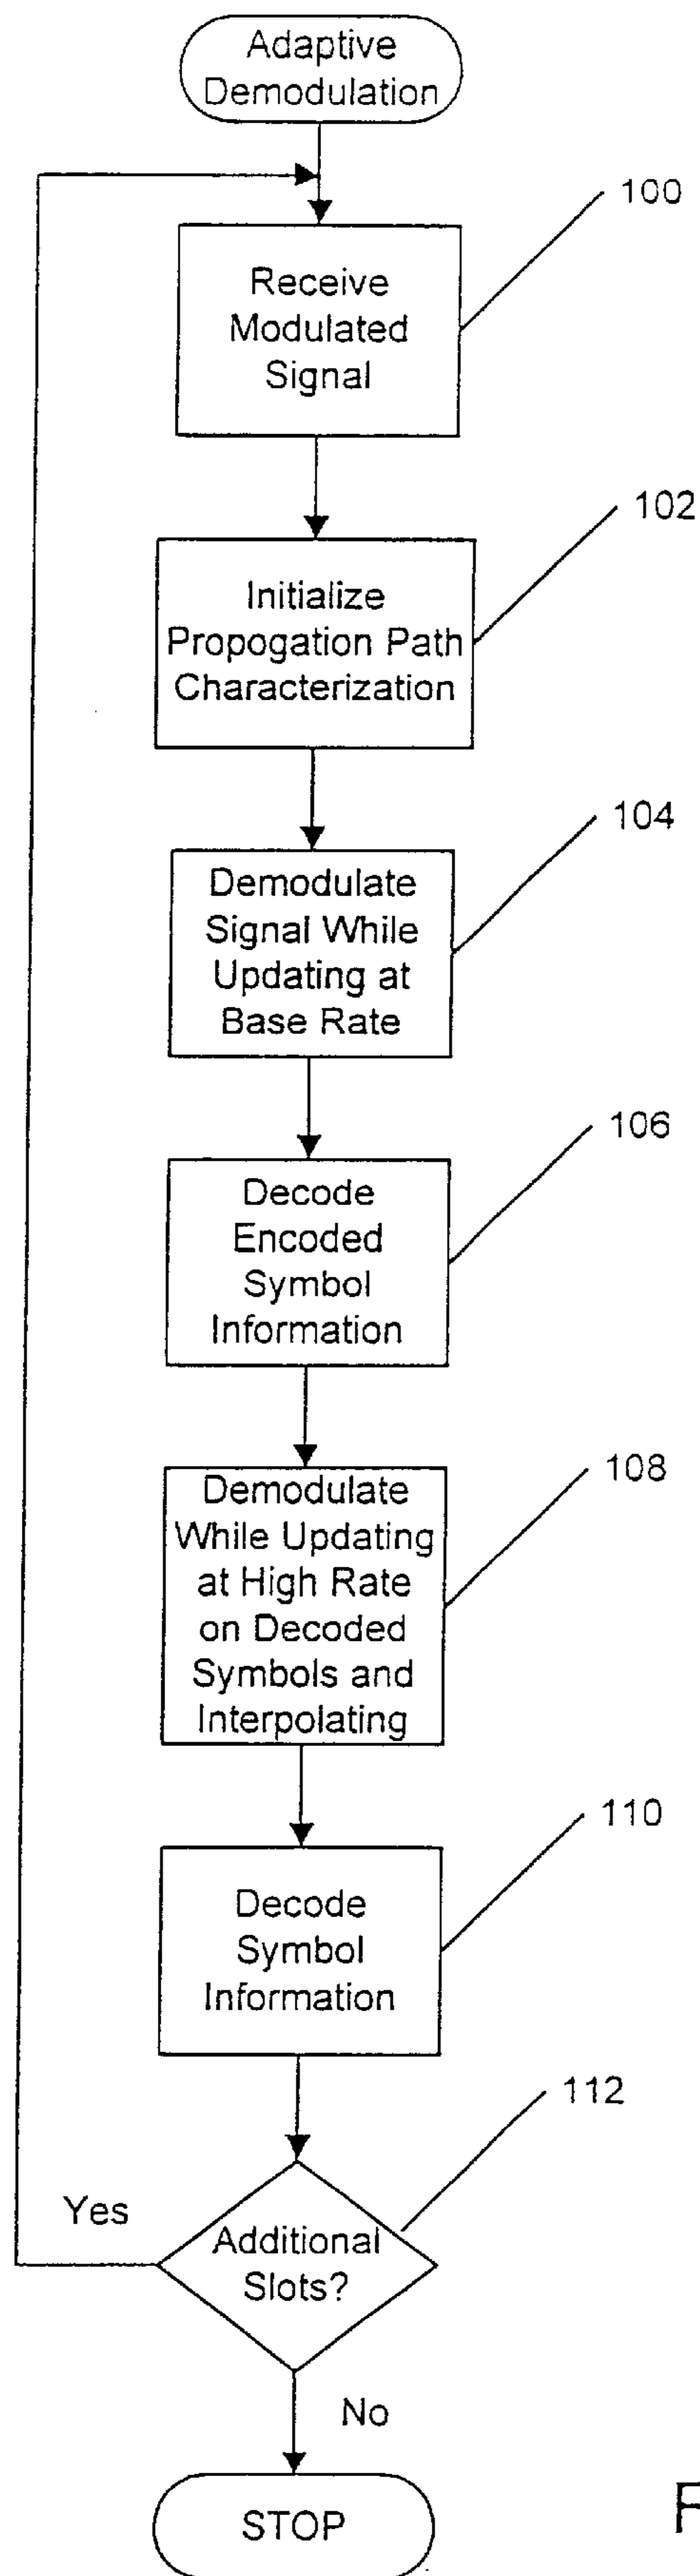 Adaptive
Demodulation
100
Receive
Modulated
Signal
102
Initialize
Propogation Path
Characterization
104
Demodulate
Signal While
Updating at
Base Rate
106
Decode
Encoded
Symbol
Information
108
Demodulate
While Updating
at High Rate
on Decoded
Symbols and
Interpolating
110
Decode
Symbol
Information
112
Yes
Additional
Slots?
No
STOP
F